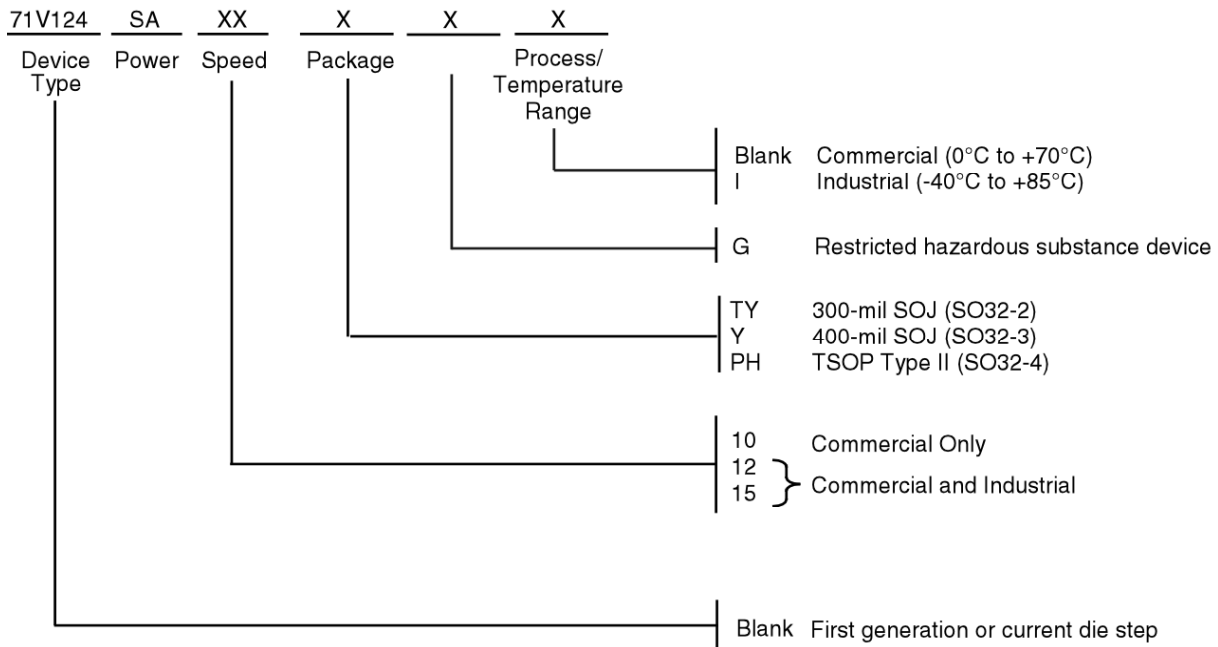 71V124 SA XX X X X
Device Type Power Speed Package Process/ Temperature Range
Blank Commercial (0°C to +70°C)
I Industrial (-40°C to +85°C)
G Restricted hazardous substance device
TY 300-mil SOJ (SO32-2)
Y 400-mil SOJ (SO32-3)
PH TSOP Type II (SO32-4)
10 Commercial Only
12
15 Commercial and Industrial
Blank First generation or current die step